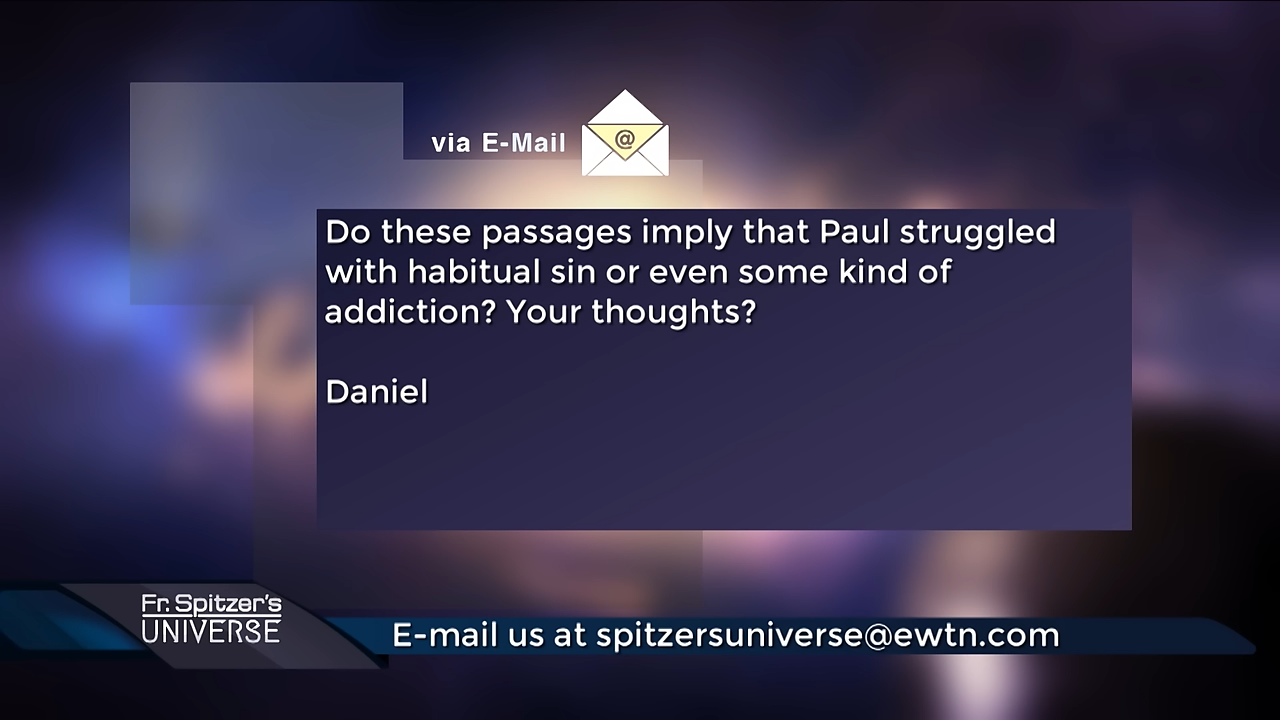 via E-Mail
@
Do these passages imply that Paul struggled
with habitual sin or even some kind of
addiction? Your thoughts?
Daniel
Fr. Spitzer's
UNIVERSE
E-mail us at spitzersuniverse@ewtn.com